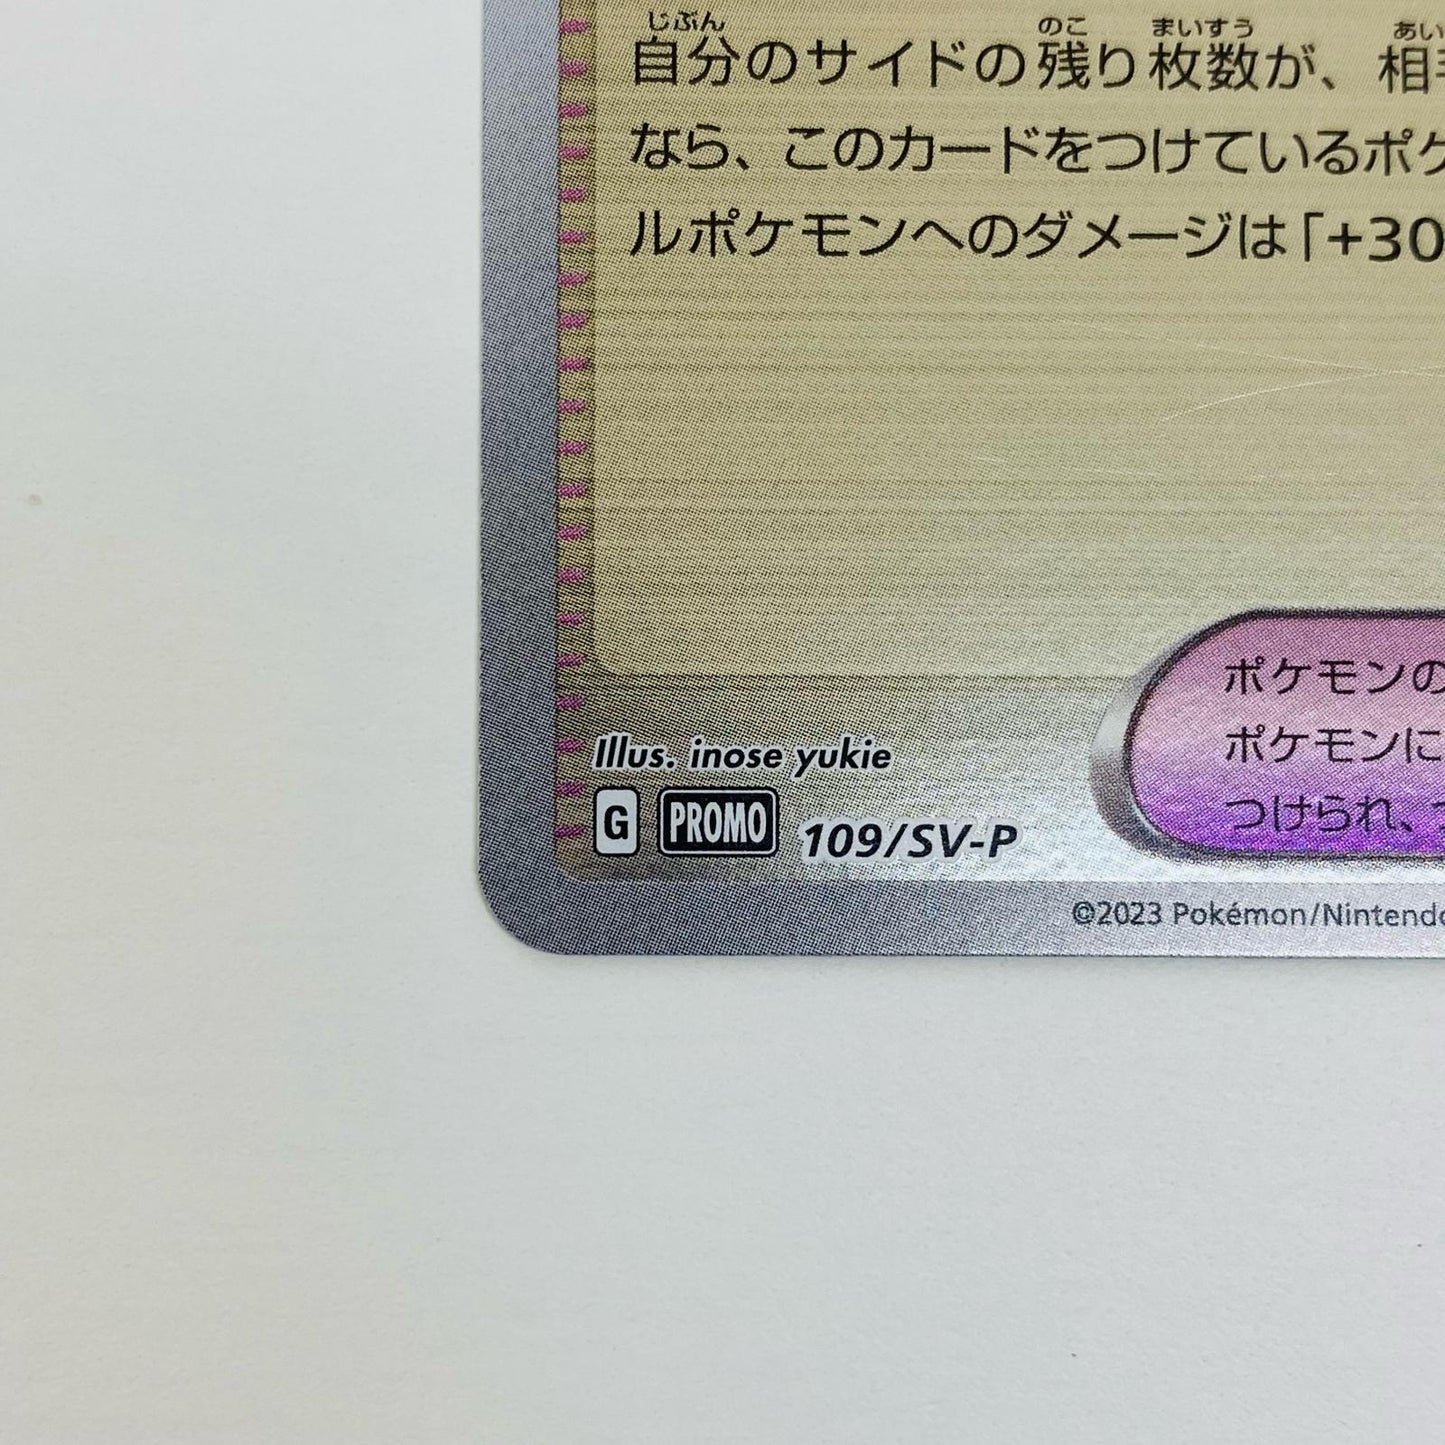 じぶん のこ まいすう あい
自分のサイドの残り枚数が、相手
なら、このカードをつけているポケ
ルポケモンへのダメージは「+30
ポケモンの
ポケモンに
つけられ、
Illus. inose yukie
G PROMO 109/SV-P
©2023 Pokémon/Nintendo